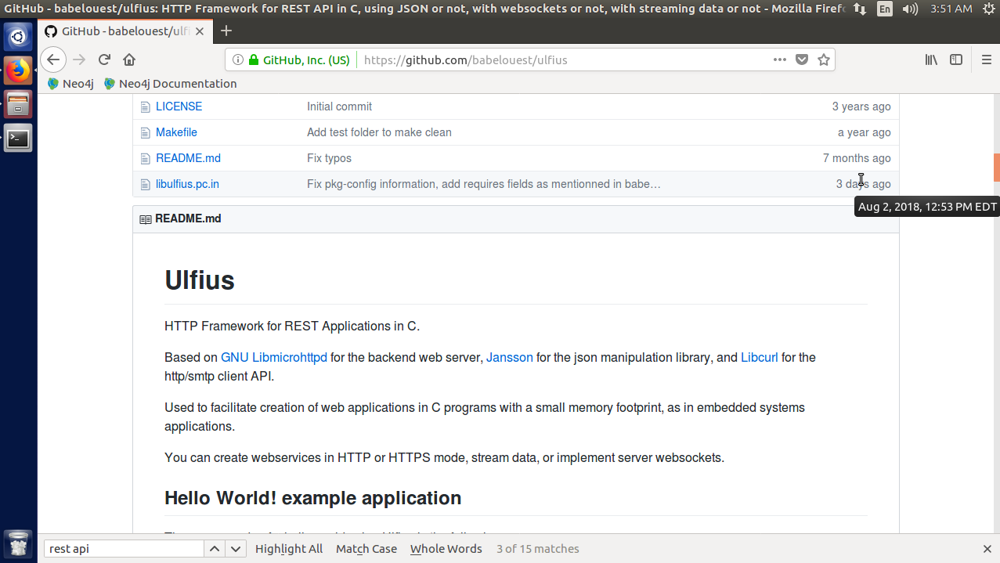 GitHub - babelouest/ulfius: HTTP Framework for REST API in C, using JSON or not, with websockets or not, with streaming data or not - Mozilla Firef
En
3:51 AM
GitHub - babelouest/ulfi
GitHub, Inc. (US)
https://github.com/babelouest/ulfius
Neo4j
Neo4j Documentation
LICENSE Initial commit 3 years ago
Makefile Add test folder to make clean a year ago
README.md Fix typos 7 months ago
libulfius.pc.in Fix pkg-config information, add requires fields as mentionned in babe… 3 days ago
Aug 2, 2018, 12:53 PM EDT
README.md
Ulfius
HTTP Framework for REST Applications in C.
Based on GNU Libmicrohttpd for the backend web server, Jansson for the json manipulation library, and Libcurl for the
http/smtp client API.
Used to facilitate creation of web applications in C programs with a small memory footprint, as in embedded systems
applications.
You can create webservices in HTTP or HTTPS mode, stream data, or implement server websockets.
Hello World! example application
rest api
Highlight All
Match Case
Whole Words
3 of 15 matches